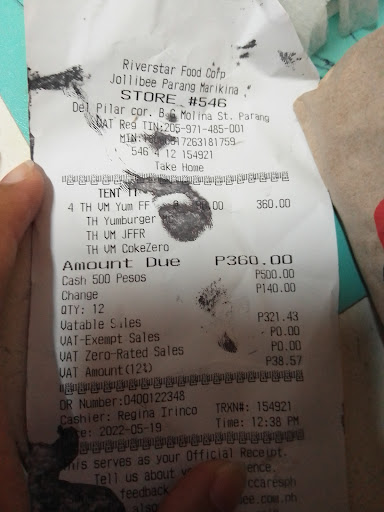 Riverstar Food Corp
Jollibee Parang Marikina
STORE #546
Del Pilar cor. B G Molina St. Parang
VAT Reg TIN:205-971-485-001
546 4 12 154921
Take Home
4 TH VM Yum FF 360.00
TH Yumburger
TH VM JFFR
TH VM CokeZero
Amount Due P360.00
Cash 500 Pesos P500.00
Change P140.00
QTY: 12
Vatable P321.43
VAT-Exempt Sales P0.00
VAT Zero-Rated Sales P0.00
VAT Amount(12%) P38.57
OR Number:0400122348
Cashier: Regina Irinco TRXN#: 154921
2022-05-19 Time: 12:38 PM
serves as your Official Receipt.
Tell us about
feedback
also